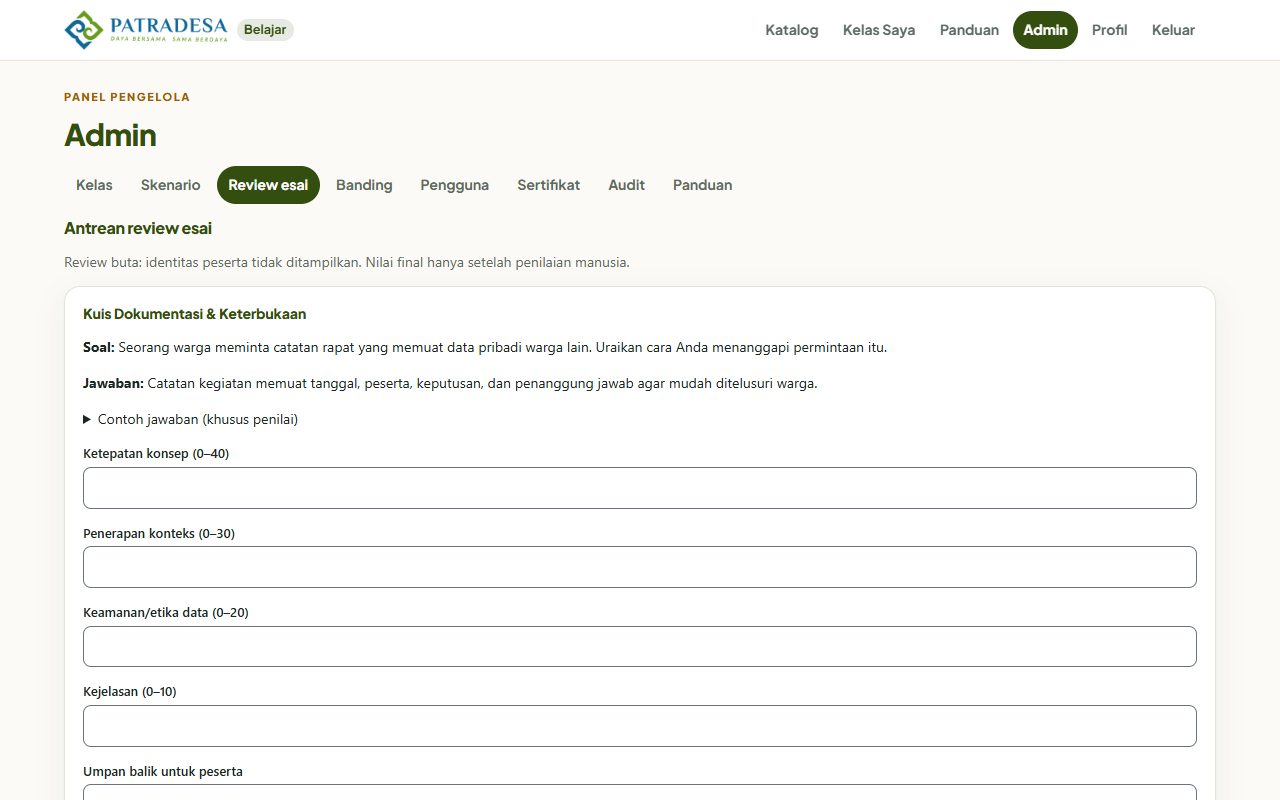 PATRADESA
DAYA BERSAMA SAMA BERDAYA
Belajar
Katalog
Kelas Saya
Panduan
Admin
Profil
Keluar
PANEL PENGELOLA
Admin
Kelas
Skenario
Review esai
Banding
Pengguna
Sertifikat
Audit
Panduan
Antrean review esai
Review buta: identitas peserta tidak ditampilkan. Nilai final hanya setelah penilaian manusia.
Kuis Dokumentasi & Keterbukaan
Soal: Seorang warga meminta catatan rapat yang memuat data pribadi warga lain. Uraikan cara Anda menanggapi permintaan itu.
Jawaban: Catatan kegiatan memuat tanggal, peserta, keputusan, dan penanggung jawab agar mudah ditelusuri warga.
Contoh jawaban (khusus penilai)
Ketepatan konsep (0–40)
Penerapan konteks (0–30)
Keamanan/etika data (0–20)
Kejelasan (0–10)
Umpan balik untuk peserta